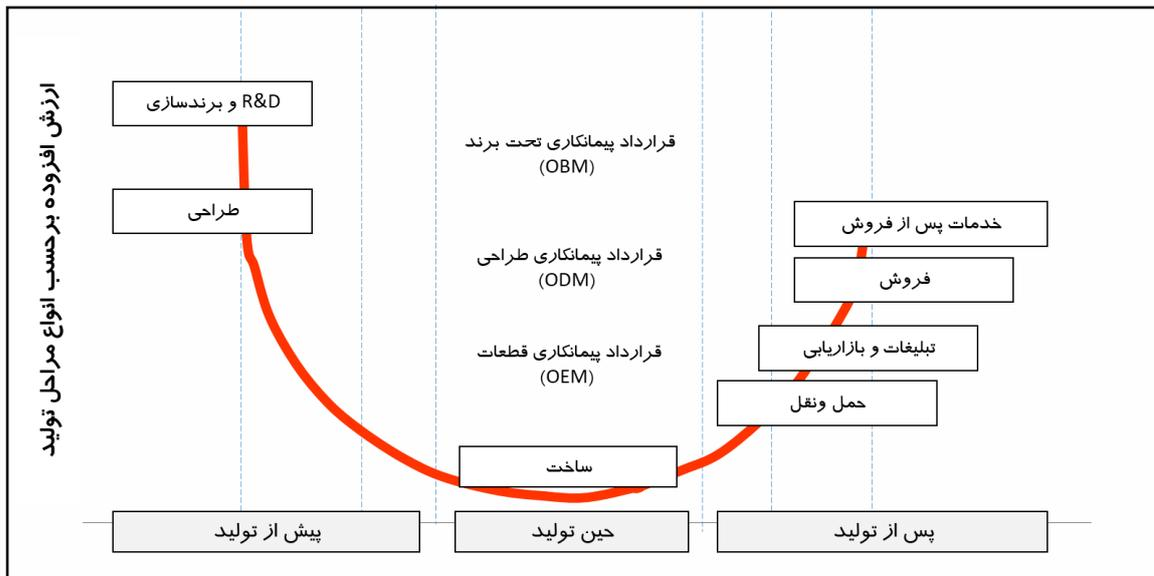 ارزش افزوده برحسب انواع مراحل تولید
R&D و برندسازی
طراحی
قرارداد پیمانکاری تحت برند
(OBM)
قرارداد پیمانکاری طراحی
(ODM)
قرارداد پیمانکاری قطعات
(OEM)
ساخت
خدمات پس از فروش
فروش
تبلیغات و بازاریابی
حمل ونقل
پیش از تولید
حین تولید
پس از تولید